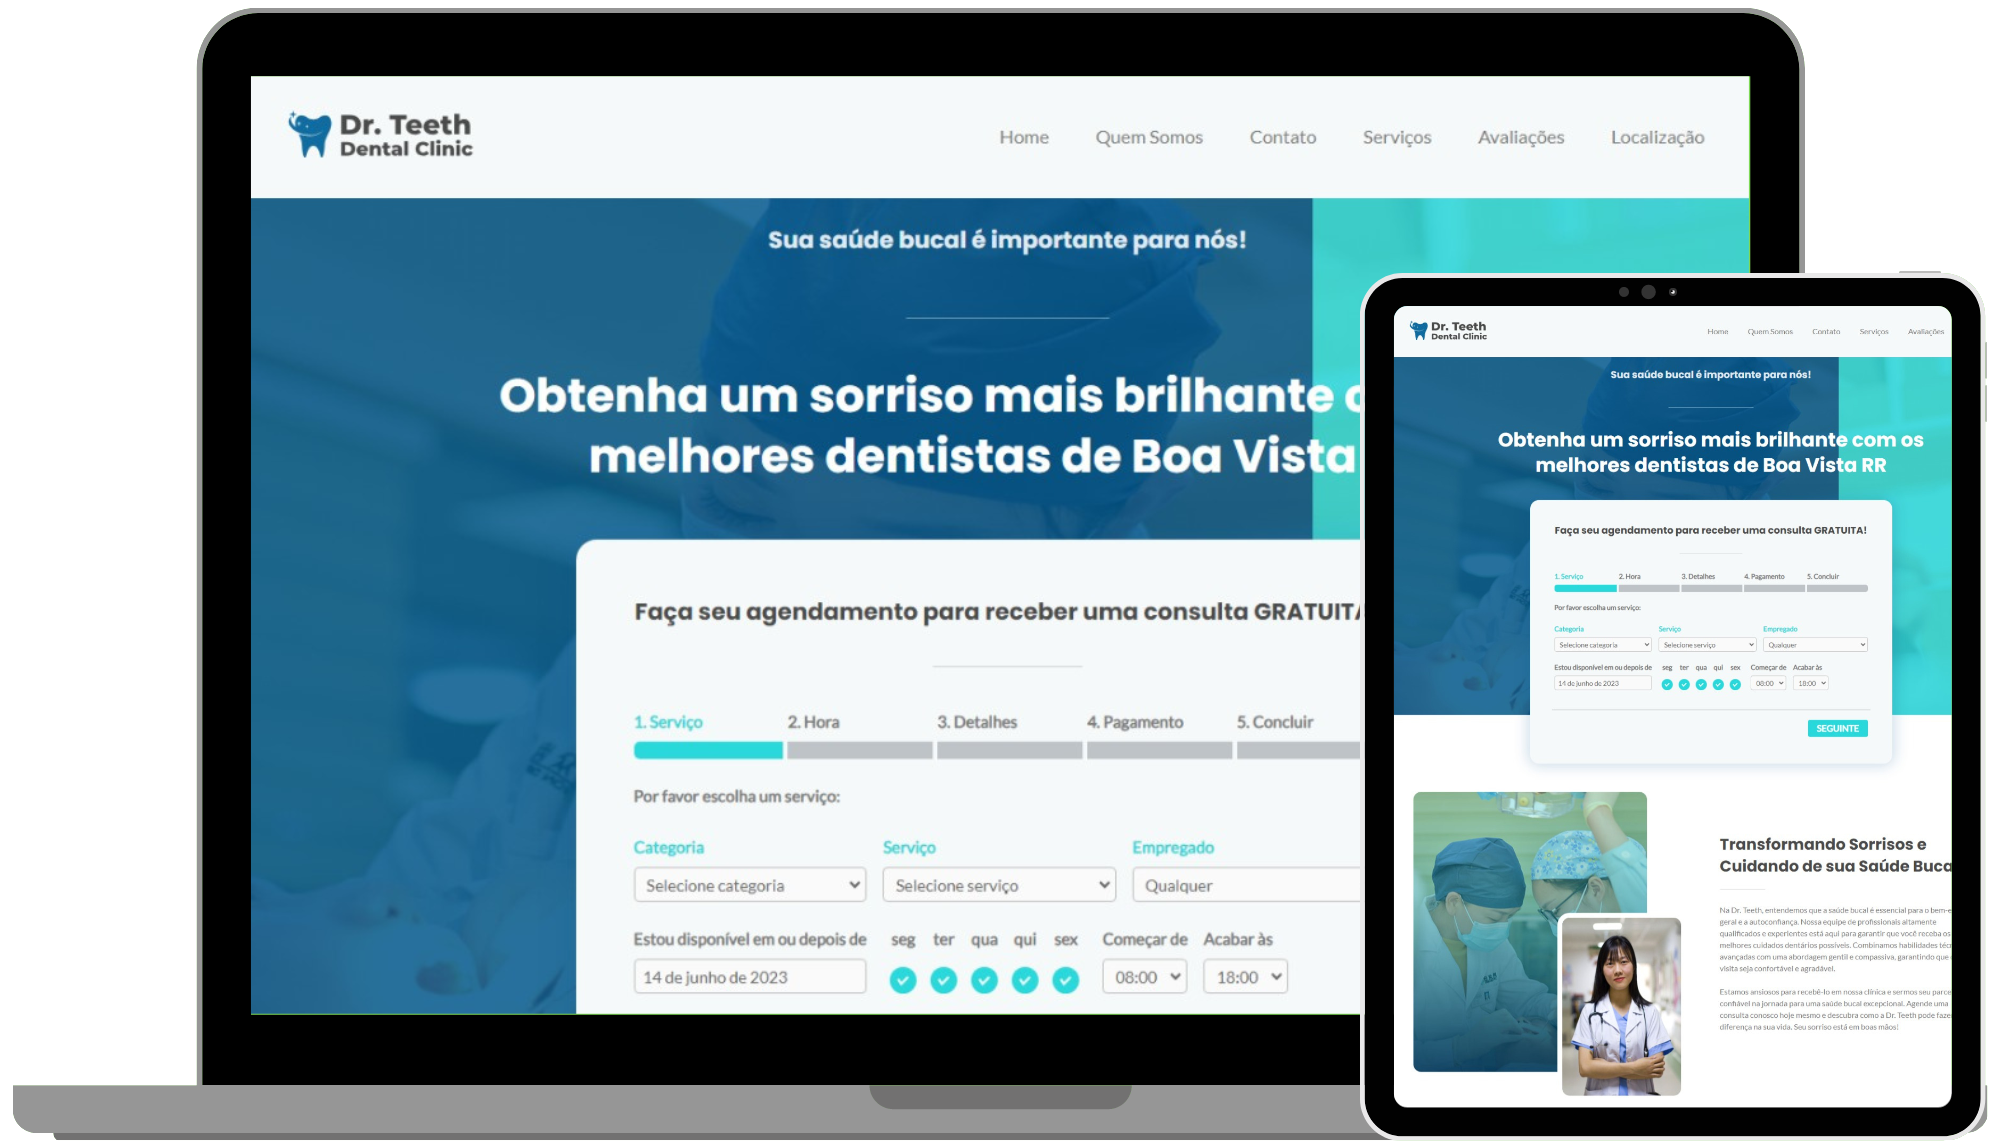 Dr. Teeth
Dental Clinic
Home Quem Somos Contato Serviços Avaliações Localização
Sua saúde bucal é importante para nós!
Obtenha um sorriso mais brilhante
melhores dentistas de Boa Vista
Faça seu agendamento para receber uma consulta GRATUITA
1. Serviço 2. Hora 3. Detalhes 4. Pagamento 5. Concluir
Por favor escolha um serviço:
Categoria Serviço Empregado
Selecione categoria Selecione serviço Qualquer
Estou disponível em ou depois de seg ter qua qui sex Começar de Acabar às
14 de junho de 2023 08:00 18:00
Dr. Teeth
Dental Clinic
Home Quem Somos Contato Serviços Avaliações
Sua saúde bucal é importante para nós!
Obtenha um sorriso mais brilhante com os
melhores dentistas de Boa Vista RR
Faça seu agendamento para receber uma consulta GRATUITA!
1. Serviço 2. Hora 3. Detalhes 4. Pagamento 5. Concluir
Por favor escolha um serviço:
Categoria Serviço Empregado
Selecione categoria Selecione serviço Qualquer
Estou disponível em ou depois de seg ter qua qui sex Começar de Acabar às
14 de junho de 2023 08:00 18:00
SEGUINTE
Transformando Sorrisos e
Cuidando de sua Saúde Buca
Na Dr. Teeth, entendemos que a saúde bucal é essencial para o bem-e
geral e a autoconfiança. Nossa equipe de profissionais altamente
qualificados e experientes está aqui para garantir que você receba os
melhores cuidados dentários possíveis. Combinamos habilidades téc
avançadas com uma abordagem gentil e compassiva, garantindo que
visita seja confortável e agradável.
Estamos ansiosos para recebê-lo em nossa clínica e sermos seu parce
confiável na jornada para uma saúde bucal excepcional. Agende uma
consulta conosco hoje mesmo e descubra como a Dr. Teeth pode faze
diferença na sua vida. Seu sorriso está em boas mãos!